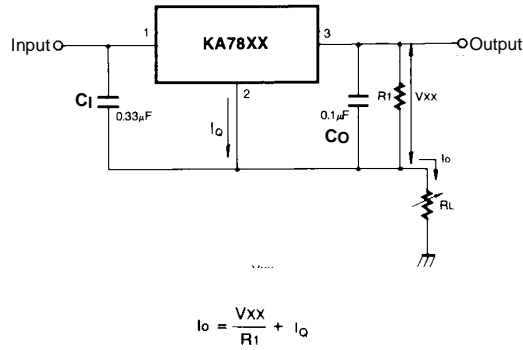 Input
1
KA78XX
3
Output
CI
0.33μF
2
IQ
0.1μF
CO
R1
VXX
Io
RL
Io = VXX / R1 + IQ